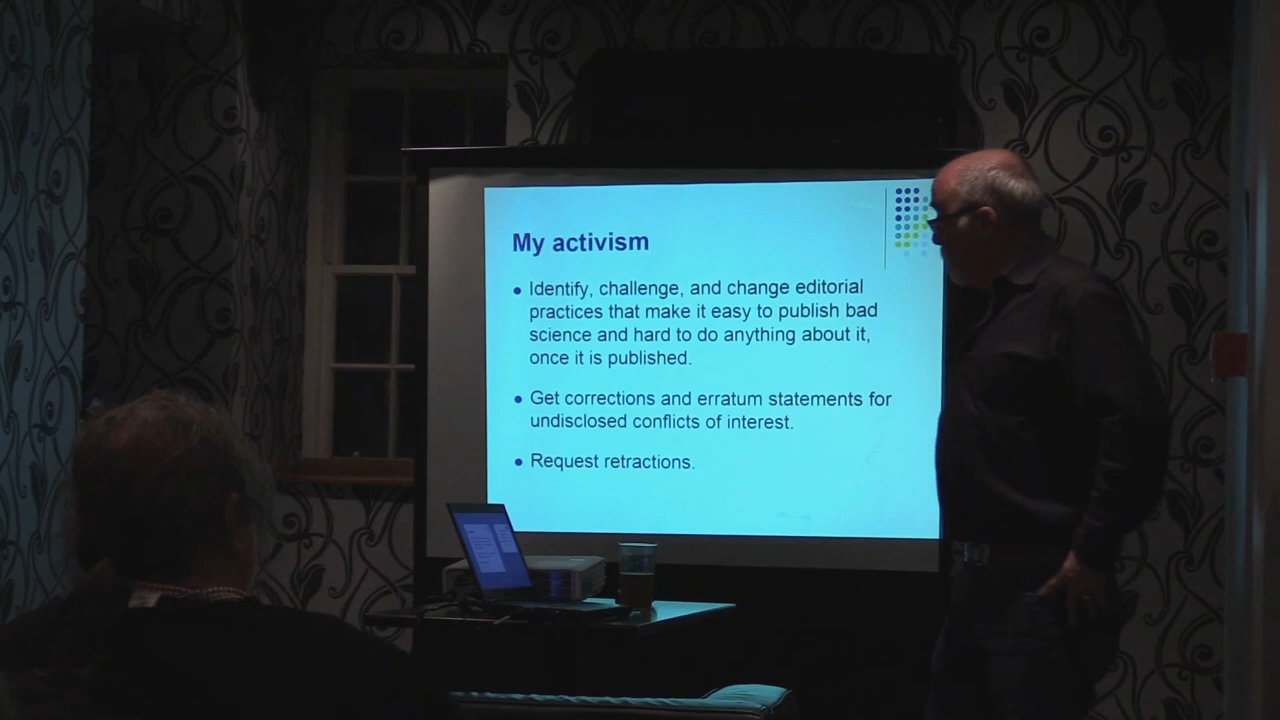 My activism
• Identify, challenge, and change editorial
practices that make it easy to publish bad
science and hard to do anything about it,
once it is published.
• Get corrections and erratum statements for
undisclosed conflicts of interest.
• Request retractions.